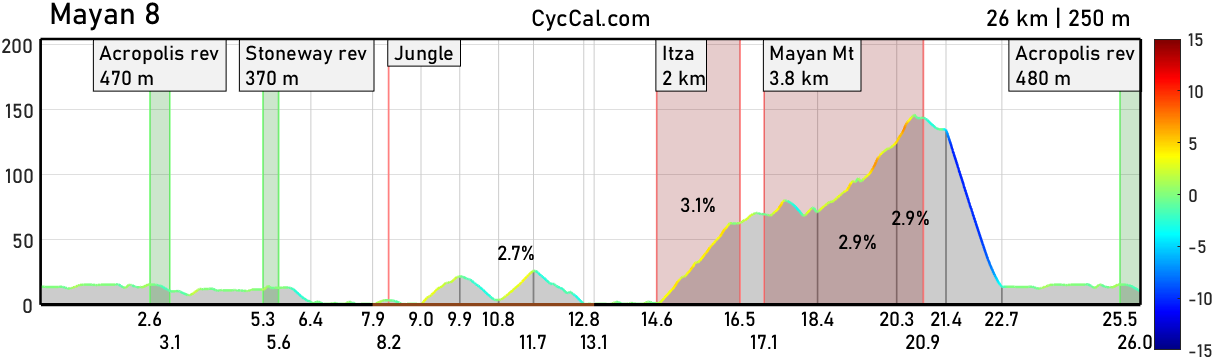 Mayan 8
CycCal.com
26 km | 250 m
Acropolis rev
470 m
Stoneway rev
370 m
Jungle
Itza
2 km
Mayan Mt
3.8 km
Acropolis rev
480 m
200
150
100
50
0
2.7%
3.1%
2.9%
2.9%
2.6 5.3 6.4 7.9 9.0 9.9 10.8 12.8 14.6 16.5 18.4 20.3 21.4 22.7 25.5
3.1 5.6 8.2 11.7 13.1 17.1 20.9 26.0
15
10
5
0
-5
-10
-15